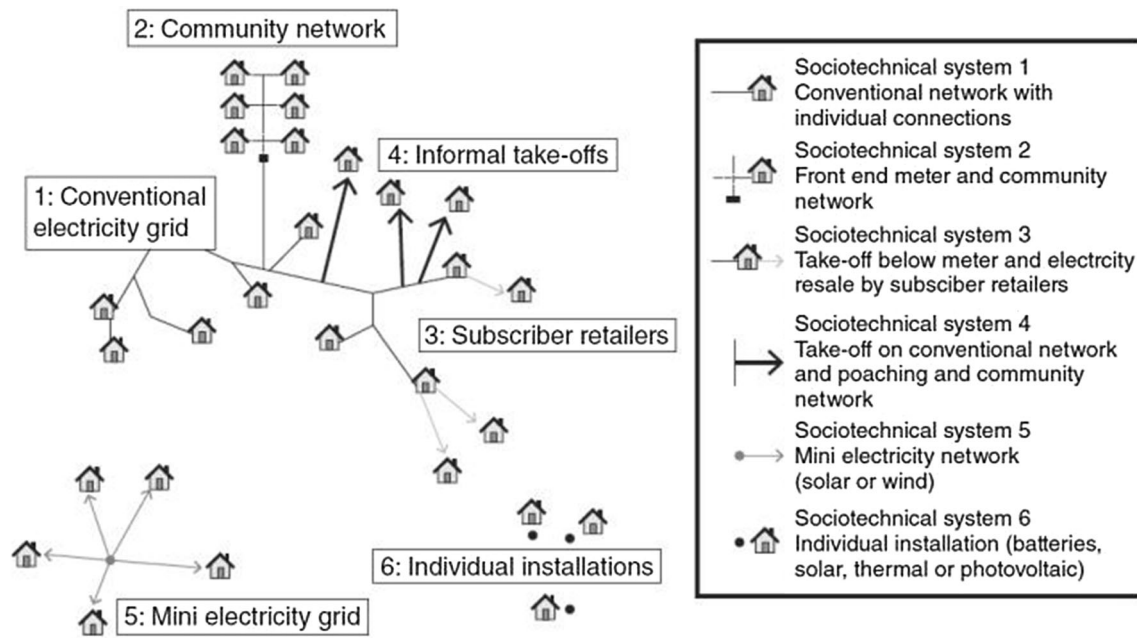 2: Community network
4: Informal take-offs
1: Conventional
electricity grid
3: Subscriber retailers
6: Individual installations
5: Mini electricity grid
Sociotechnical system 1
Conventional network with
individual connections
Sociotechnical system 2
Front end meter and community
network
Sociotechnical system 3
Take-off below meter and electrcity
resale by subsciber retailers
Sociotechnical system 4
Take-off on conventional network
and poaching and community
network
Sociotechnical system 5
Mini electricity network
(solar or wind)
Sociotechnical system 6
Individual installation (batteries,
solar, thermal or photovoltaic)